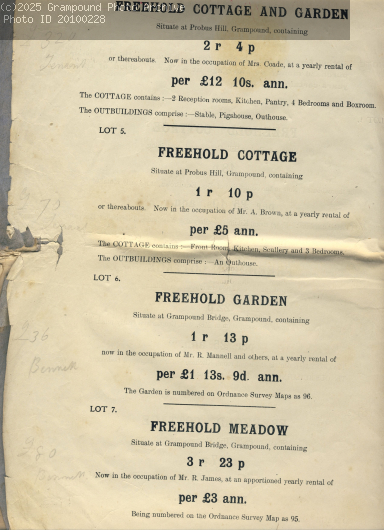 (c)2025 Grampound Photo Archive
Photo ID 20100228
FREEHOLD COTTAGE AND GARDEN
Situate at Probus Hill, Grampound, containing
2 r 4 p
or thereabouts. Now in the occupation of Mrs. Coade, at a yearly rental of
per £12 10s. ann.
The COTTAGE contains :—2 Reception rooms, Kitchen, Pantry, 4 Bedrooms and Boxroom.
The OUTBUILDINGS comprise :—Stable, Pigshouse, Outhouse.
LOT 5.
FREEHOLD COTTAGE
Situate at Probus Hill, Grampound, containing
1 r 10 p
or thereabouts. Now in the occupation of Mr. A. Brown, at a yearly rental of
per £5 ann.
The COTTAGE contains :—Front Room, Kitchen, Scullery and 3 Bedrooms.
The OUTBUILDINGS comprise :—An Outhouse.
LOT 6.
FREEHOLD GARDEN
Situate at Grampound Bridge, Grampound, containing
1 r 13 p
now in the occupation of Mr. R. Mannell and others, at a yearly rental of
per £1 13s. 9d. ann.
The Garden is numbered on Ordnance Survey Maps as 96.
LOT 7.
FREEHOLD MEADOW
Situate at Grampound Bridge, Grampound, containing
3 r 23 p
Now in the occupation of Mr. R. James, at an apportioned yearly rental of
per £3 ann.
Being numbered on the Ordnance Survey Map as 95.